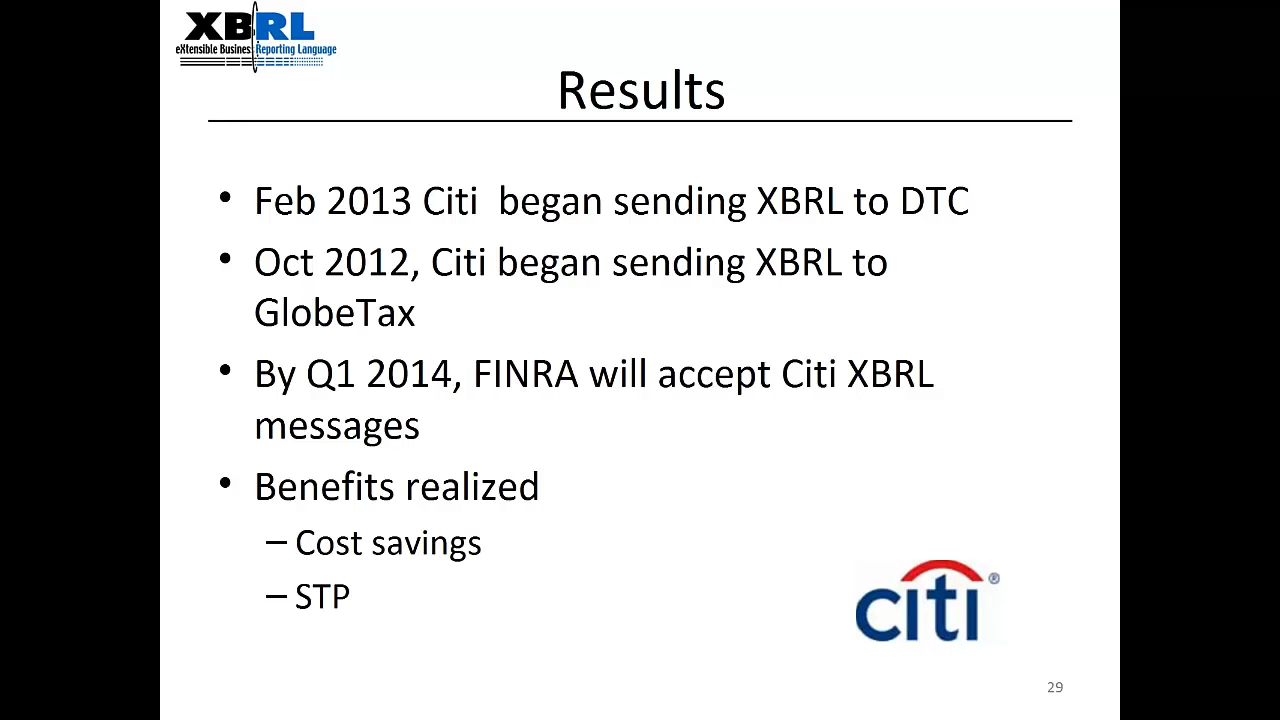 XBRL
eXtensible Business Reporting Language
Results
• Feb 2013 Citi  began sending XBRL to DTC
• Oct 2012, Citi began sending XBRL to
GlobeTax
• By Q1 2014, FINRA will accept Citi XBRL
messages
• Benefits realized
– Cost savings
– STP
citi®
29